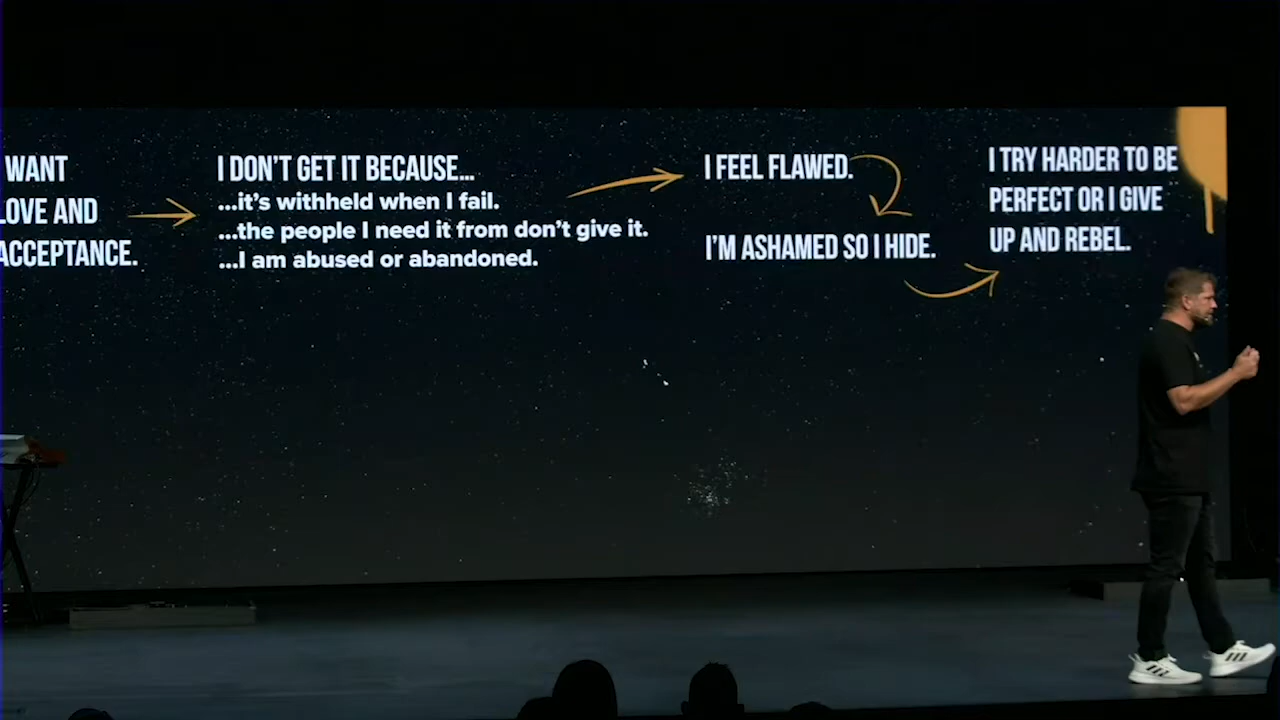 WANT
LOVE AND
ACCEPTANCE.
I DON'T GET IT BECAUSE...
...it's withheld when I fail.
...the people I need it from don't give it.
...I am abused or abandoned.
I FEEL FLAWED.
I'M ASHAMED SO I HIDE.
I TRY HARDER TO BE
PERFECT OR I GIVE
UP AND REBEL.